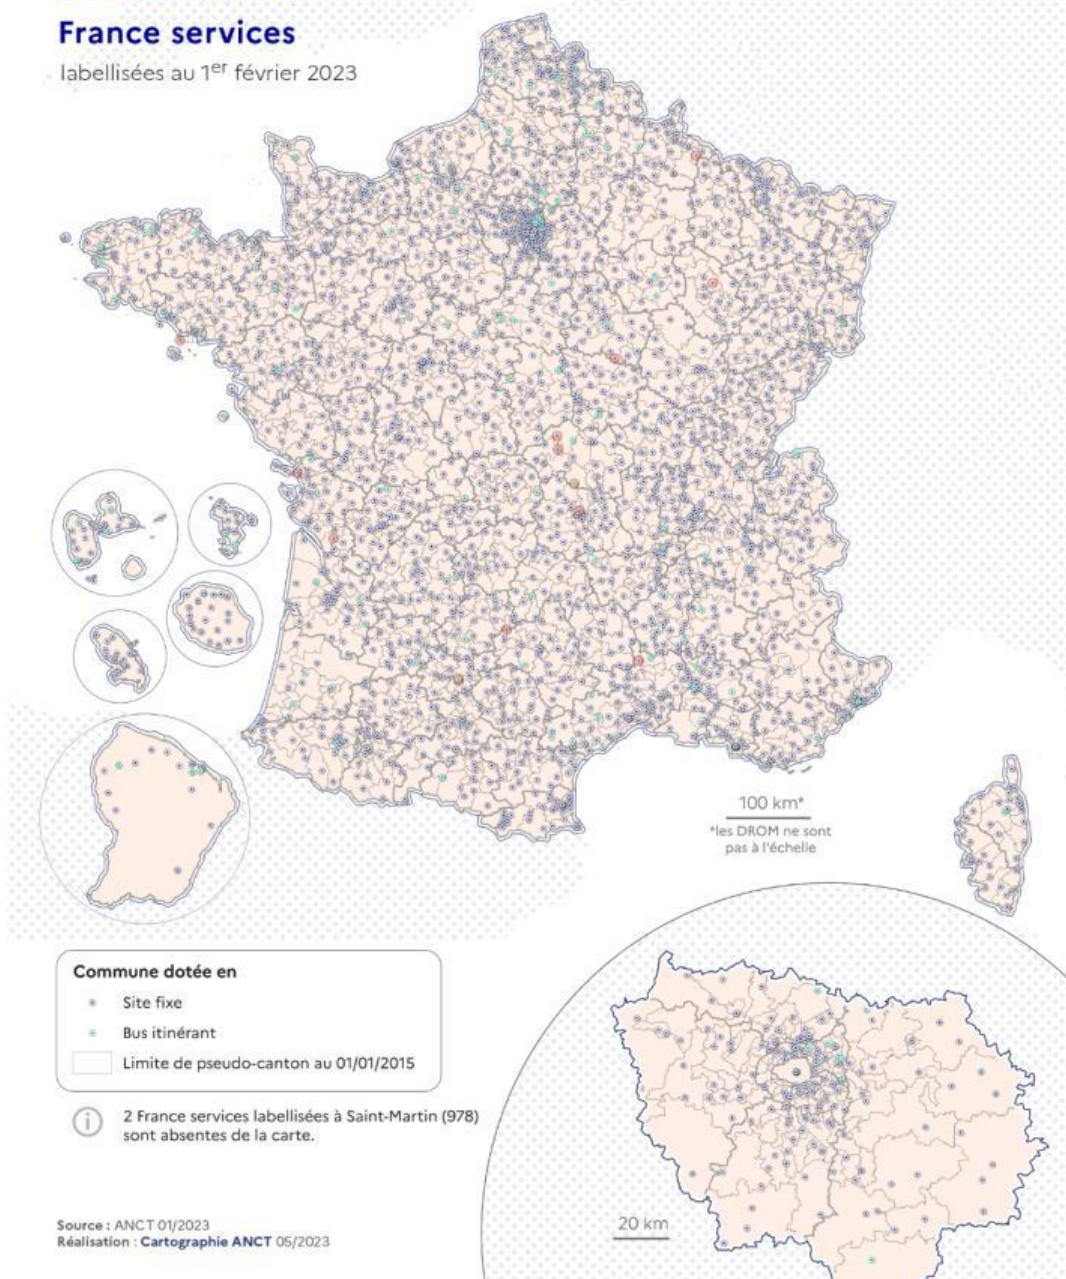 France services
labellisées au 1er février 2023
100 km*
*les DROM ne sont
pas à l'échelle
Commune dotée en
Site fixe
Bus itinérant
Limite de pseudo-canton au 01/01/2015
2 France services labellisées à Saint-Martin (978)
sont absentes de la carte.
20 km
Source : ANCT 01/2023
Réalisation : Cartographie ANCT 05/2023